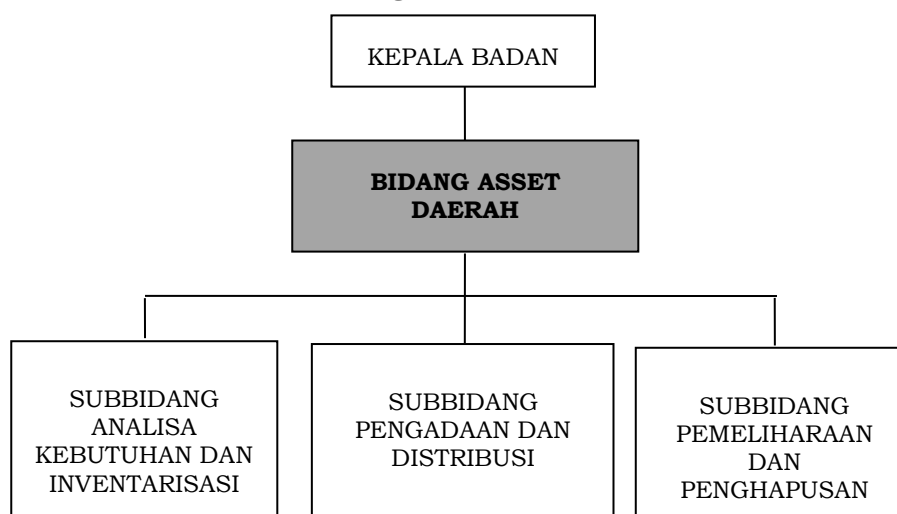 KEPALA BADAN
BIDANG ASSET
DAERAH
SUBBIDANG
ANALISA
KEBUTUHAN DAN
INVENTARISASI
SUBBIDANG
PENGADAAN DAN
DISTRIBUSI
SUBBIDANG
PEMELIHARAAN
DAN
PENGHAPUSAN